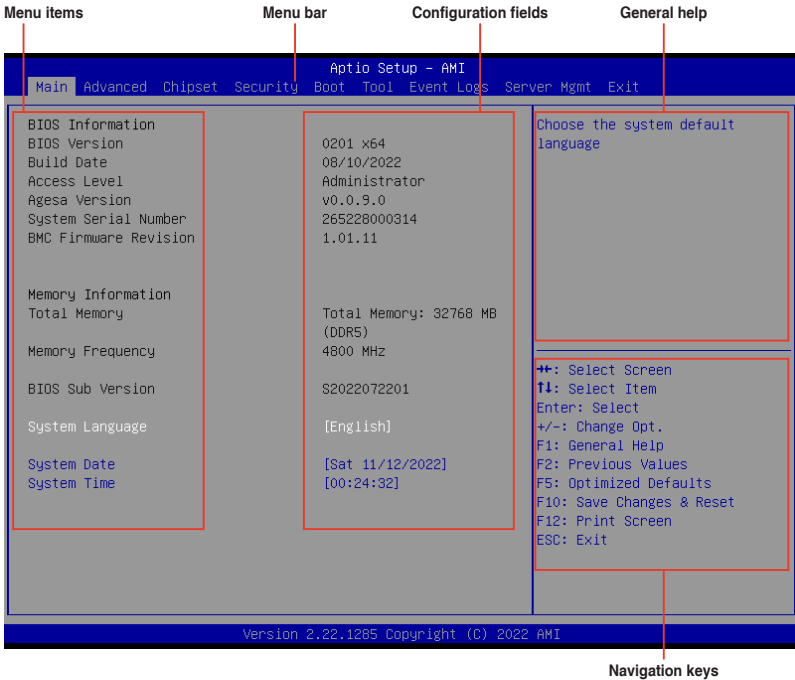 Menu items Menu bar Configuration fields General help
Aptio Setup – AMI
Main Advanced Chipset Security Boot Tool Event Logs Server Mgmt Exit
BIOS Information
BIOS Version 0201 x64
Build Date 08/10/2022
Access Level Administrator
Agesa Version v0.0.9.0
System Serial Number 265228000314
BMC Firmware Revision 1.01.11
Memory Information
Total Memory Total Memory: 32768 MB
(DDR5)
Memory Frequency 4800 MHz
BIOS Sub Version S2022072201
System Language [English]
System Date [Sat 11/12/2022]
System Time [00:24:32]
Choose the system default
language
→←: Select Screen
↑↓: Select Item
Enter: Select
+/-: Change Opt.
F1: General Help
F2: Previous Values
F5: Optimized Defaults
F10: Save Changes & Reset
F12: Print Screen
ESC: Exit
Version 2.22.1285 Copyright (C) 2022 AMI
Navigation keys